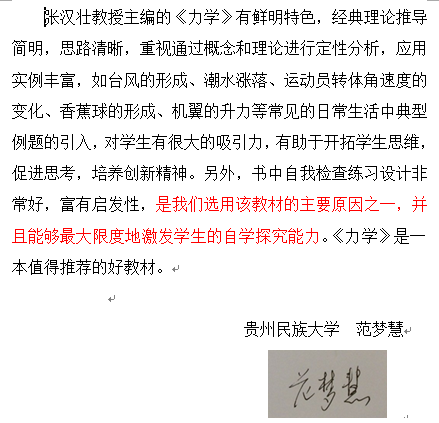 张汉壮教授主编的《力学》有鲜明特色，经典理论推导
简明，思路清晰，重视通过概念和理论进行定性分析，应用
实例丰富，如台风的形成、潮水涨落、运动员转体角速度的
变化、香蕉球的形成、机翼的升力等常见的日常生活中典型
例题的引入，对学生有很大的吸引力，有助于开拓学生思维，
促进思考，培养创新精神。另外，书中自我检查练习设计非
常好，富有启发性，是我们选用该教材的主要原因之一，并
且能够最大限度地激发学生的自学探究能力。《力学》是一
本值得推荐的好教材。
贵州民族大学 范梦慧
范梦慧